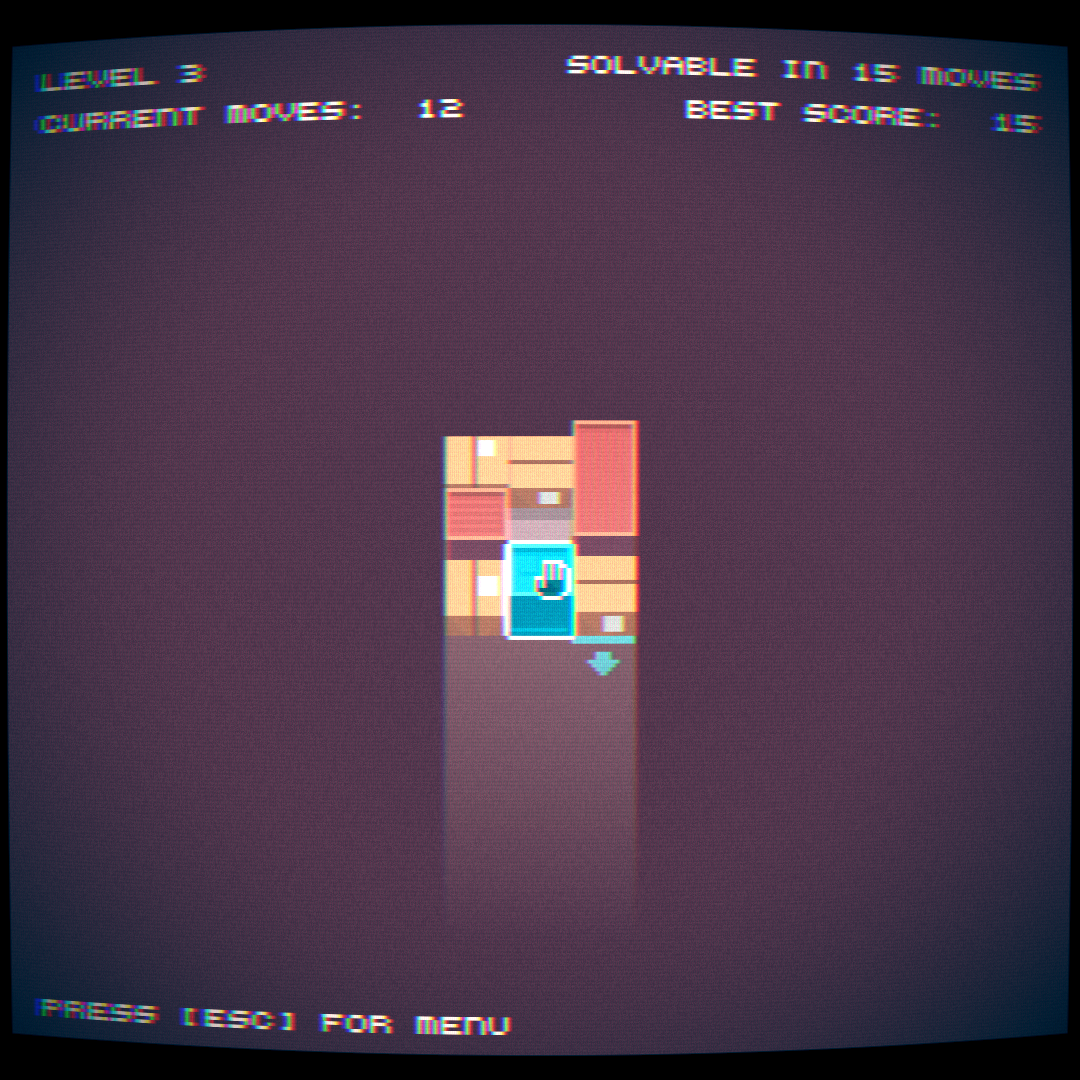 LEVEL 3
SOLVABLE IN 15 MOVES
CURRENT MOVES: 12
BEST SCORE: 15
PRESS [ESC] FOR MENU